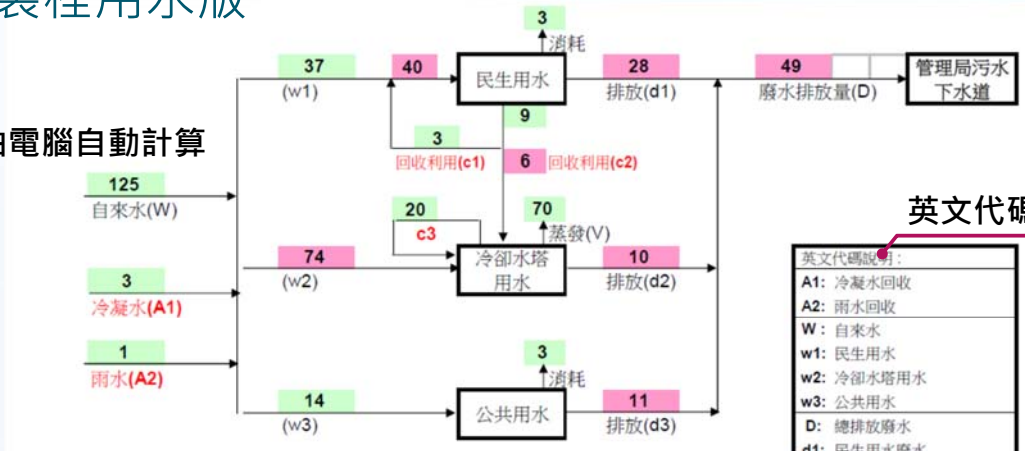 製程用水版
3
消耗
37
(w1)
40
民生用水
28
排放(d1)
49
廢水排放量(D)
管理局污水
下水道
9
由電腦自動計算
3
回收利用(c1)
6
回收利用(c2)
125
自來水(W)
20
c3
70
蒸發(V)
74
(w2)
冷卻水塔
用水
10
排放(d2)
3
冷凝水(A1)
1
雨水(A2)
3
消耗
14
(w3)
公共用水
11
排放(d3)
英文代碼
英文代碼說明:
A1: 冷凝水回收
A2: 雨水回收
W: 自來水
w1: 民生用水
w2: 冷卻水塔用水
w3: 公共用水
D: 總排放廢水
d1: 民生用水廢水